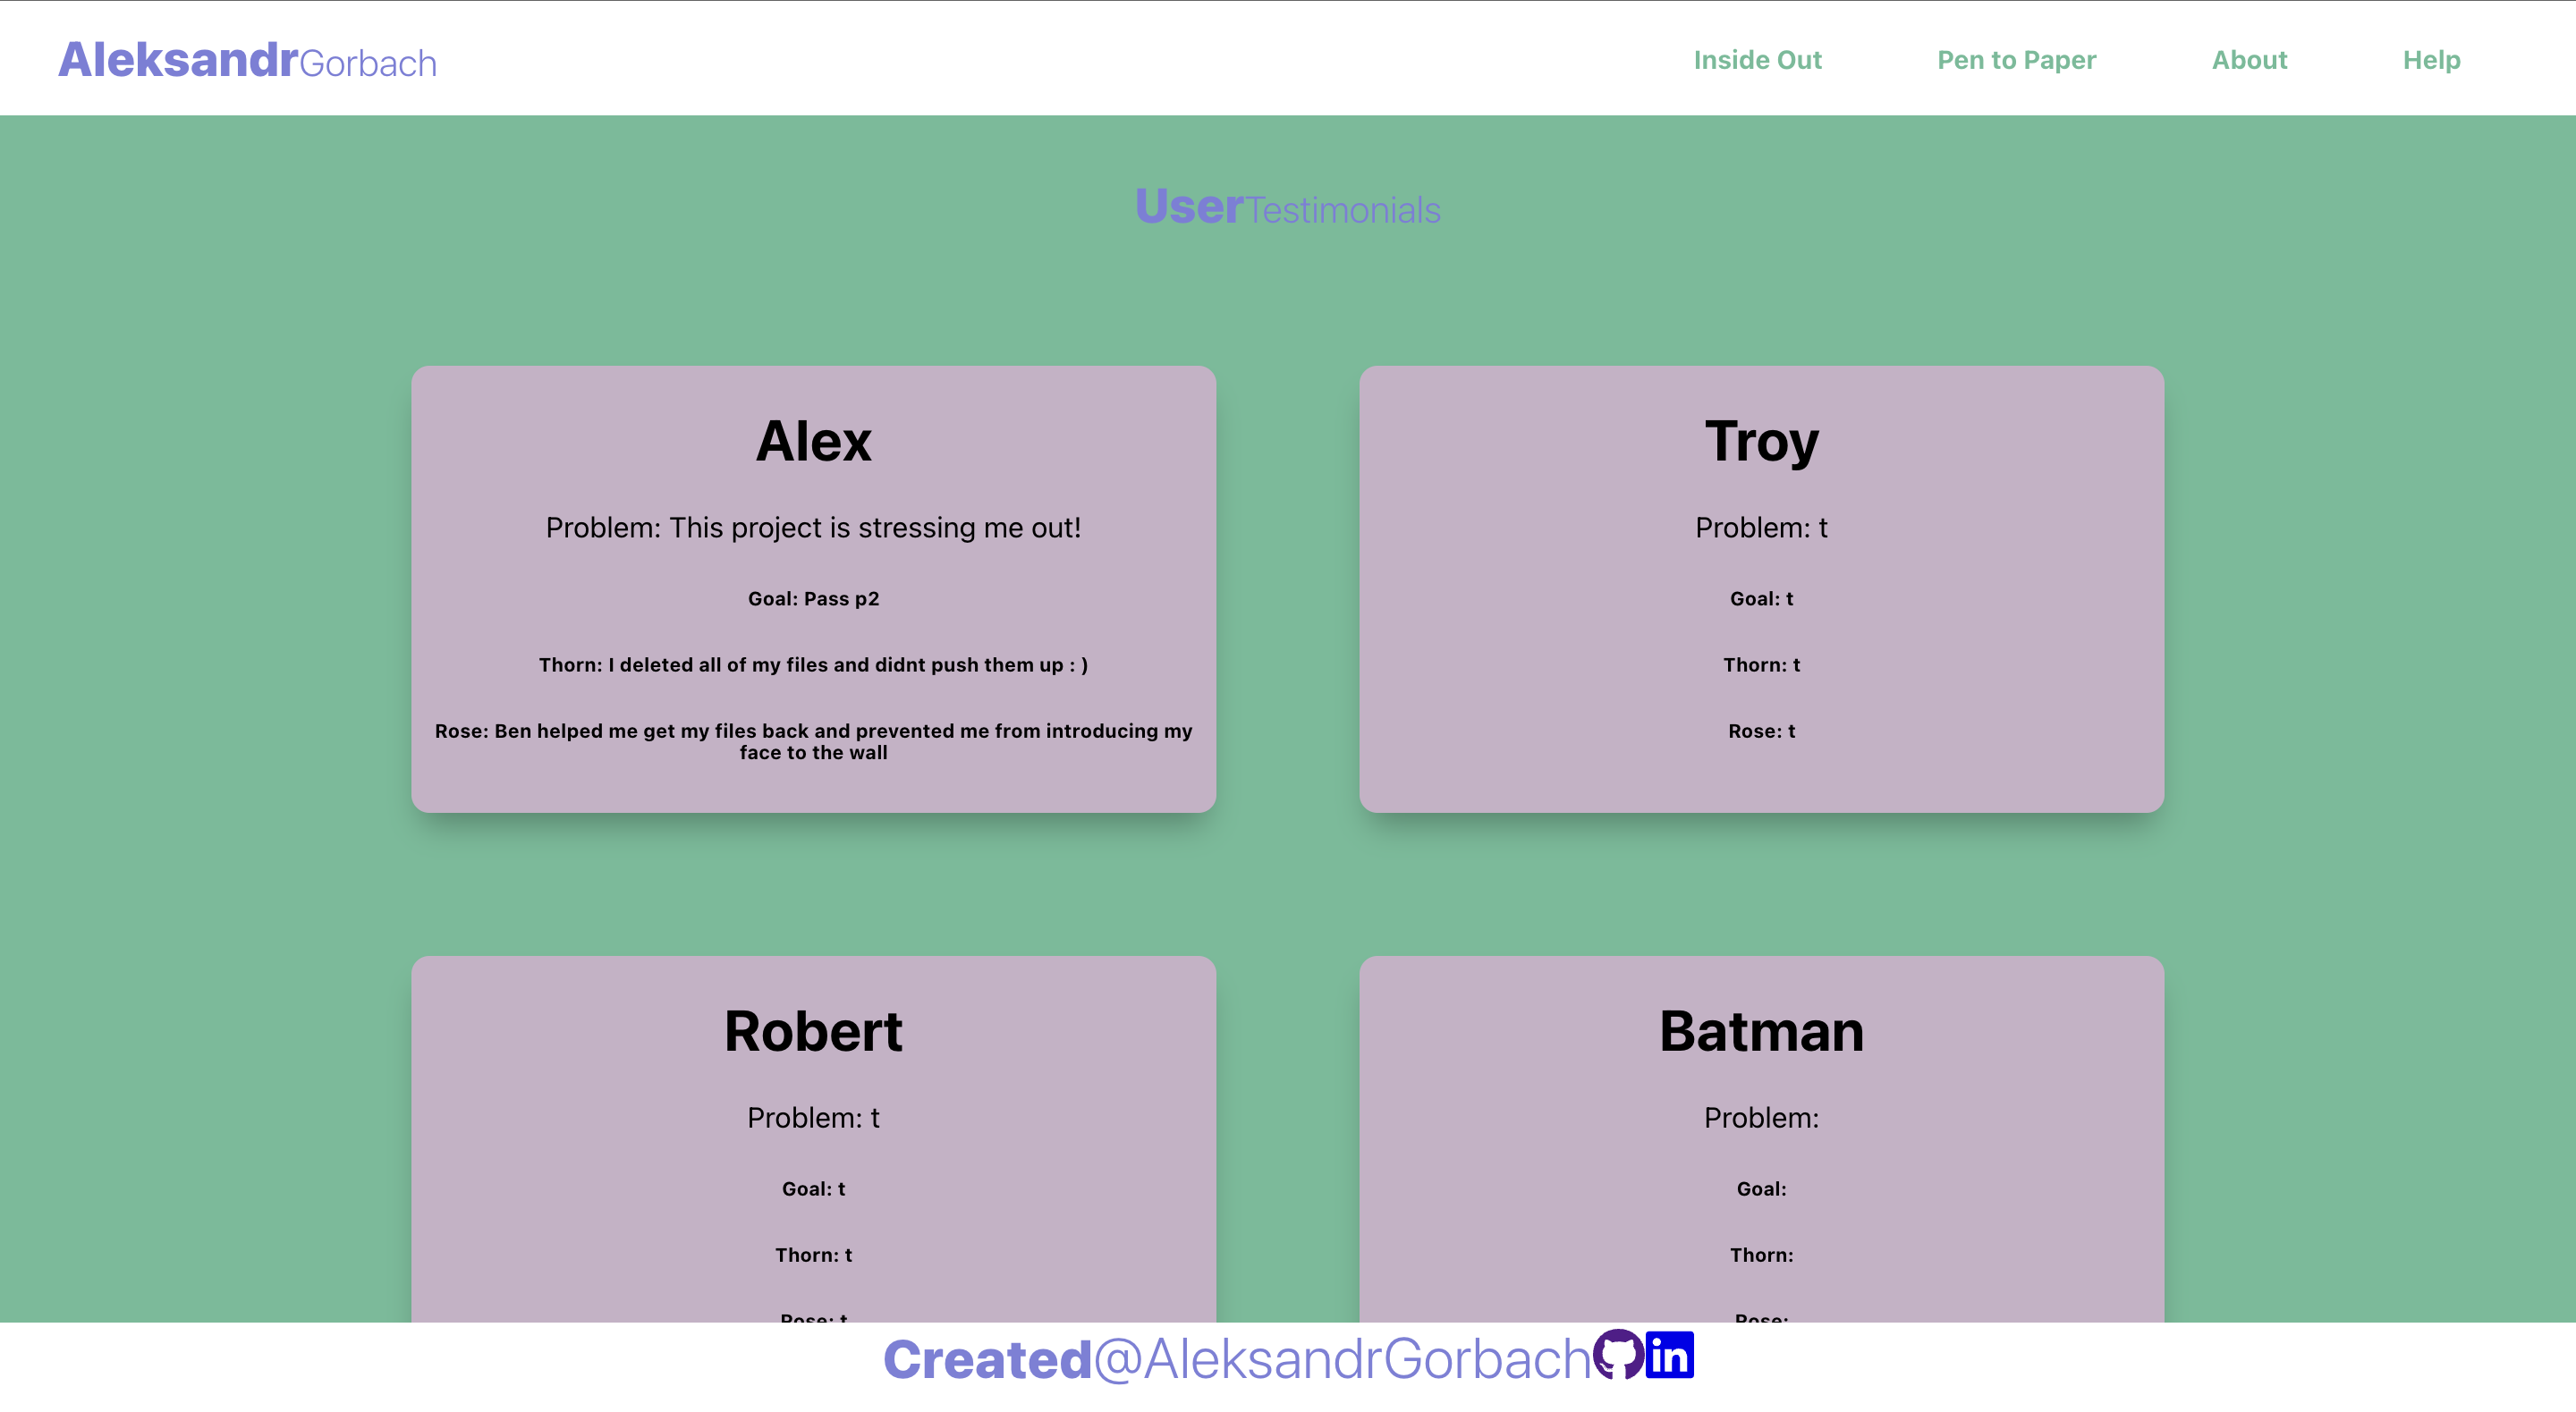 AleksandrGorbach
Inside Out
Pen to Paper
About
Help
UserTestimonials
Alex
Problem: This project is stressing me out!
Goal: Pass p2
Thorn: I deleted all of my files and didnt push them up : )
Rose: Ben helped me get my files back and prevented me from introducing my
face to the wall
Troy
Problem: t
Goal: t
Thorn: t
Rose: t
Robert
Problem: t
Goal: t
Thorn: t
Rose: t
Batman
Problem:
Goal:
Thorn:
Rose:
Created@AleksandrGorbach
in